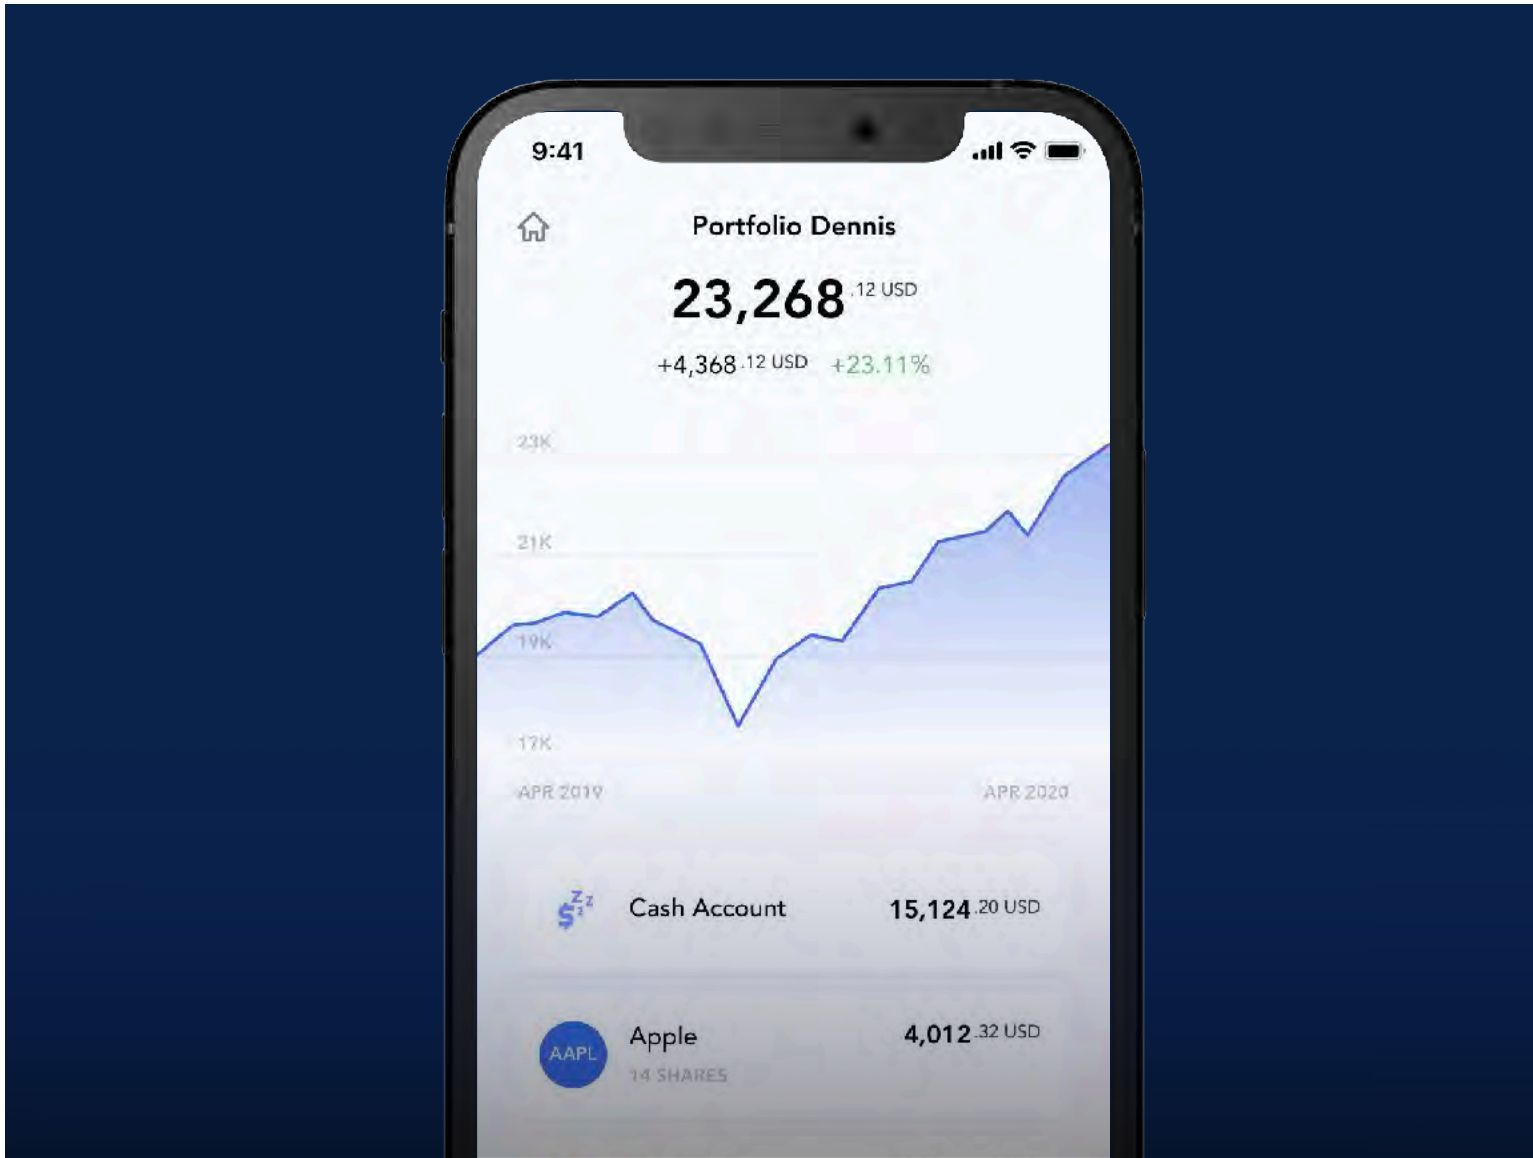 9:41
Portfolio Dennis
23,268.12 USD
+4,368.12 USD +23.11%
23K
21K
19K
17K
APR 2019 APR 2020
Cash Account 15,124.20 USD
AAPL Apple 4,012.32 USD
14 SHARES